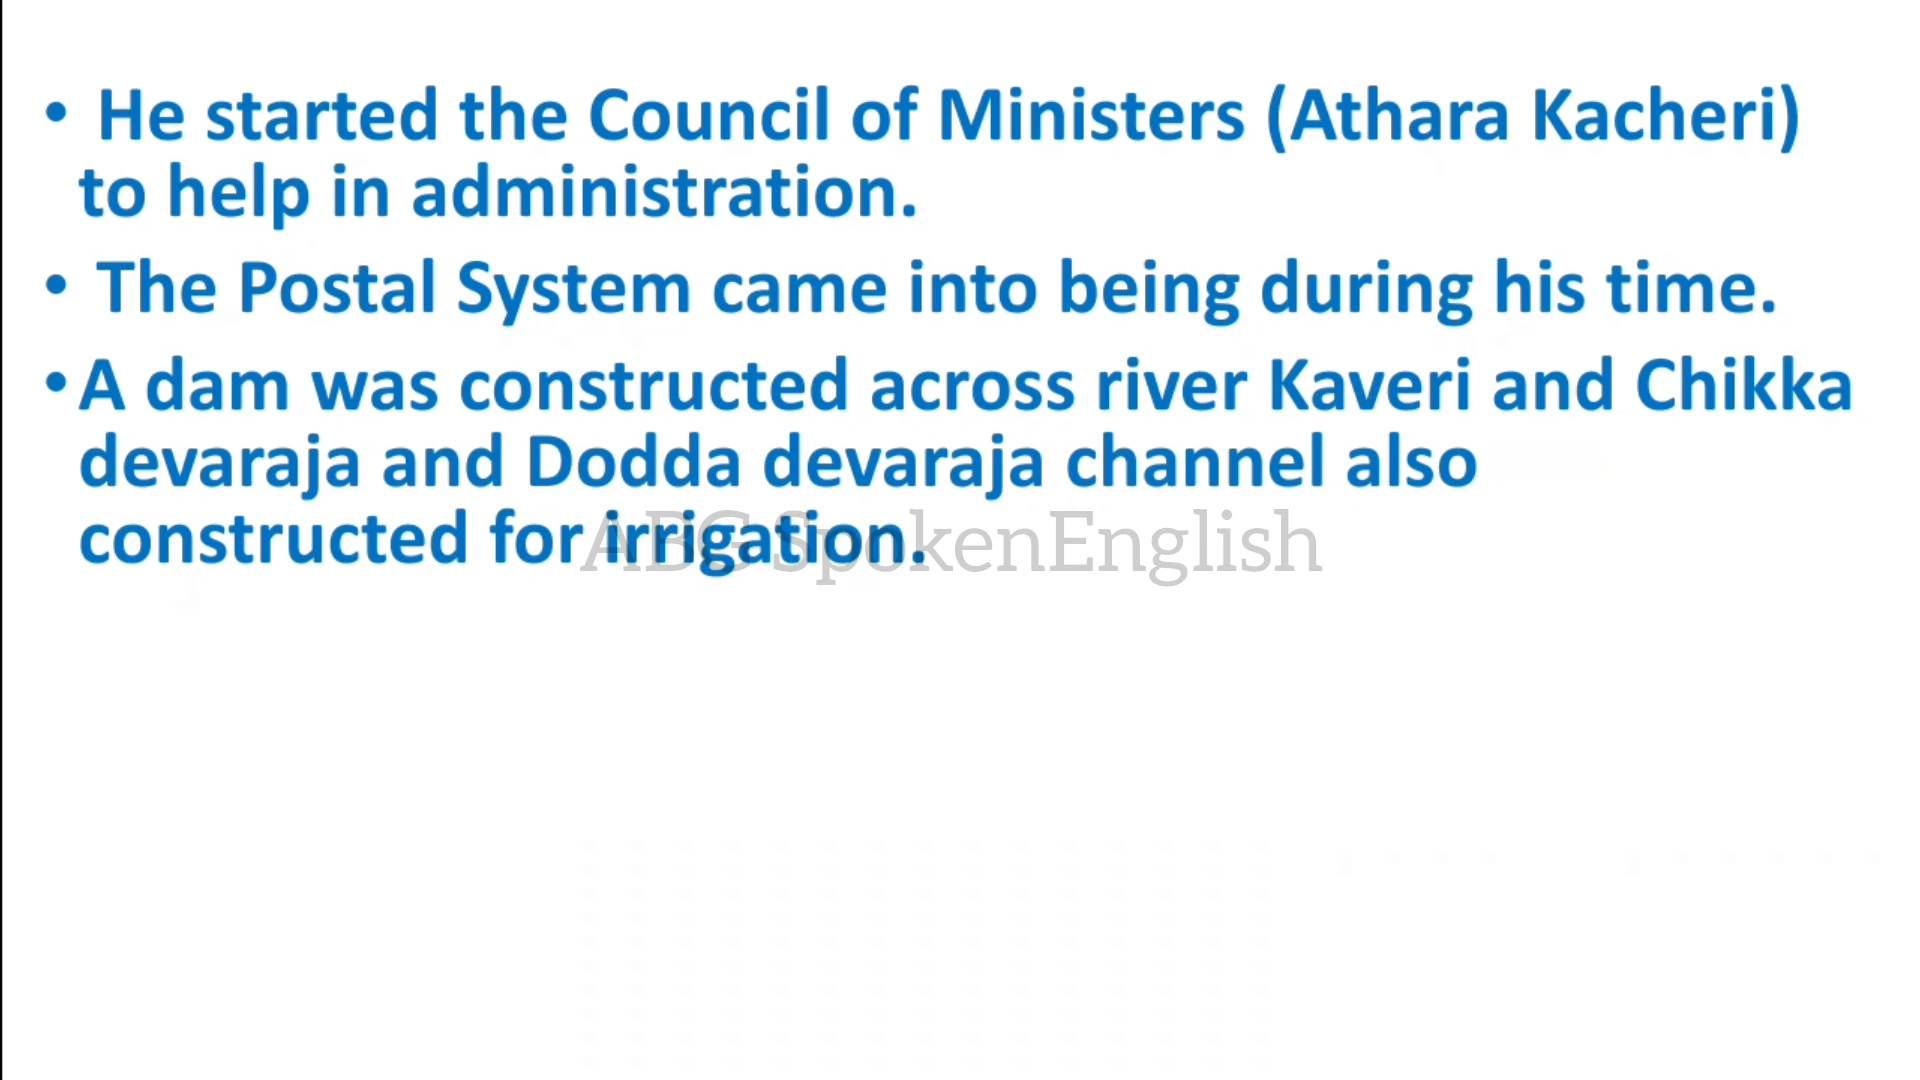 • He started the Council of Ministers (Athara Kacheri)
to help in administration.
• The Postal System came into being during his time.
• A dam was constructed across river Kaveri and Chikka
devaraja and Dodda devaraja channel also
constructed for irrigation.
ABG SpokenEnglish